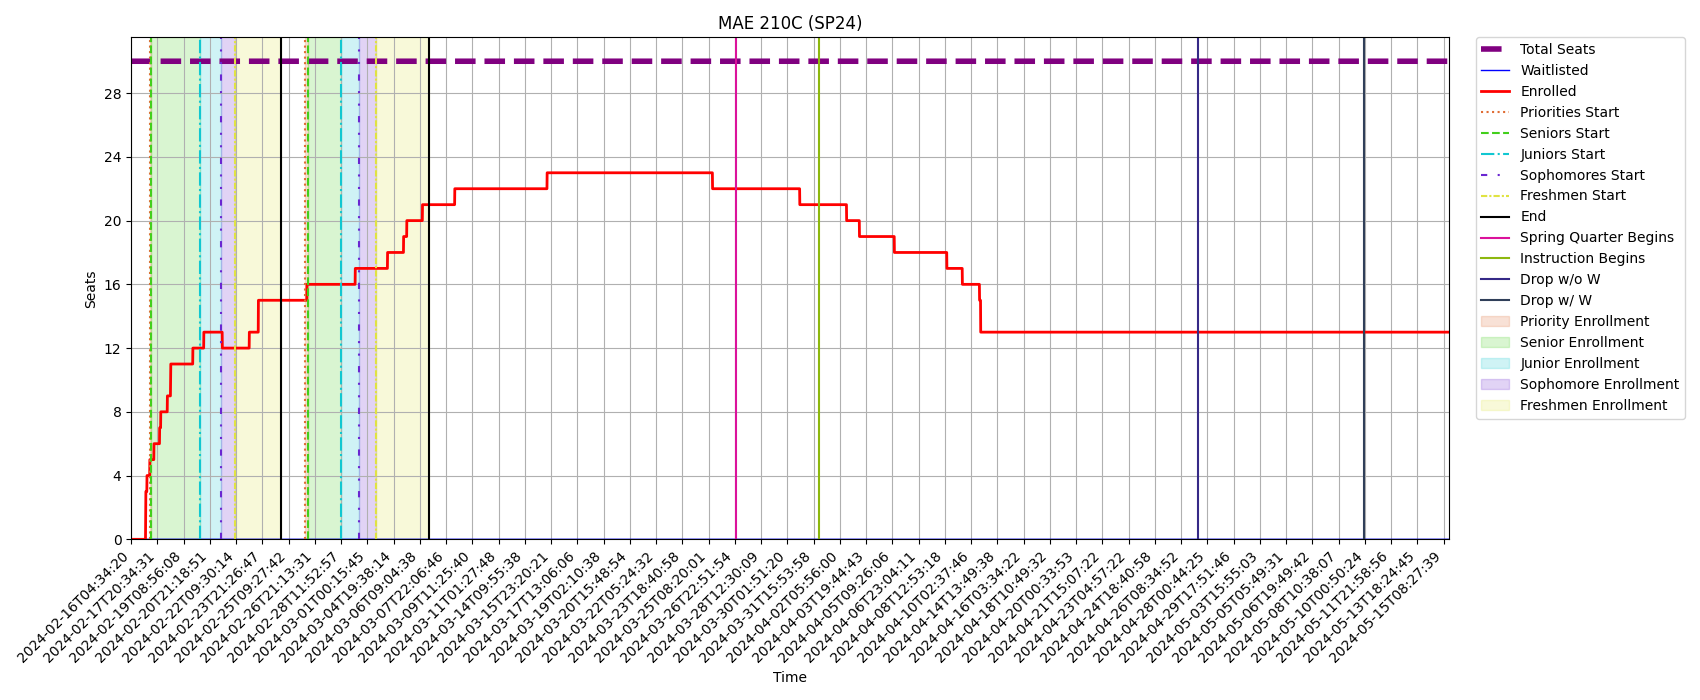 MAE 210C (SP24)
Seats
28
24
20
16
12
8
4
0
2024-02-16T04:34:20
2024-02-17T20:34:31
2024-02-19T08:56:08
2024-02-20T21:18:51
2024-02-22T09:30:14
2024-02-23T21:26:47
2024-02-25T09:27:42
2024-02-26T21:13:31
2024-02-28T11:52:57
2024-03-01T00:15:45
2024-03-04T19:38:14
2024-03-06T09:04:38
2024-03-07T22:06:46
2024-03-09T11:25:40
2024-03-11T01:27:48
2024-03-14T09:55:38
2024-03-15T23:20:21
2024-03-17T13:06:06
2024-03-19T02:10:38
2024-03-20T15:48:54
2024-03-22T05:24:32
2024-03-23T18:40:58
2024-03-25T08:20:01
2024-03-26T22:51:54
2024-03-28T12:30:09
2024-03-30T01:51:20
2024-03-31T15:53:58
2024-04-02T05:56:00
2024-04-03T19:44:43
2024-04-05T09:26:06
2024-04-06T23:04:11
2024-04-08T12:53:18
2024-04-10T02:37:46
2024-04-14T13:49:38
2024-04-16T03:34:22
2024-04-18T10:49:32
2024-04-20T00:33:53
2024-04-21T15:07:22
2024-04-23T04:57:22
2024-04-24T18:40:58
2024-04-26T08:34:52
2024-04-28T00:44:25
2024-04-29T17:51:46
2024-05-03T15:55:03
2024-05-05T05:49:31
2024-05-06T19:49:42
2024-05-08T10:38:07
2024-05-10T00:50:24
2024-05-11T21:58:56
2024-05-13T18:24:45
2024-05-15T08:27:39
Time
Total Seats
Waitlisted
Enrolled
Priorities Start
Seniors Start
Juniors Start
Sophomores Start
Freshmen Start
End
Spring Quarter Begins
Instruction Begins
Drop w/o W
Drop w/ W
Priority Enrollment
Senior Enrollment
Junior Enrollment
Sophomore Enrollment
Freshmen Enrollment